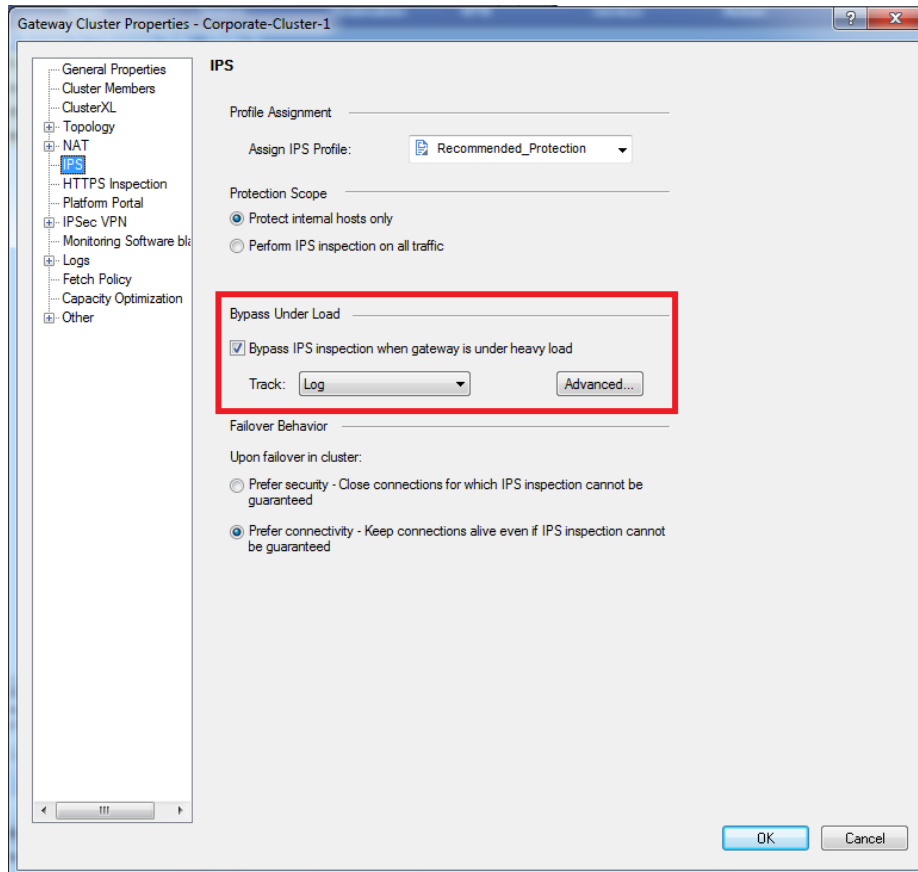 Gateway Cluster Properties - Corporate-Cluster-1
General Properties
Cluster Members
ClusterXL
Topology
NAT
IPS
HTTPS Inspection
Platform Portal
IPSec VPN
Monitoring Software bla
Logs
Fetch Policy
Capacity Optimization
Other
IPS
Profile Assignment
Assign IPS Profile: Recommended_Protection
Protection Scope
Protect internal hosts only
Perform IPS inspection on all traffic
Bypass Under Load
Bypass IPS inspection when gateway is under heavy load
Track: Log Advanced...
Failover Behavior
Upon failover in cluster:
Prefer security - Close connections for which IPS inspection cannot be
guaranteed
Prefer connectivity - Keep connections alive even if IPS inspection cannot
be guaranteed
OK Cancel